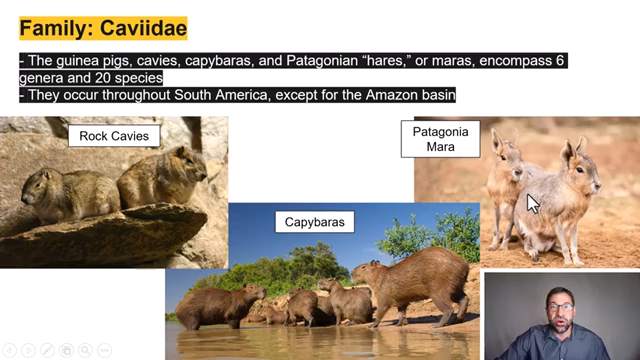 Family: Caviidae
- The guinea pigs, cavies, capybaras, and Patagonian “hares,” or maras, encompass 6
genera and 20 species
- They occur throughout South America, except for the Amazon basin
Rock Cavies
Patagonia
Mara
Capybaras